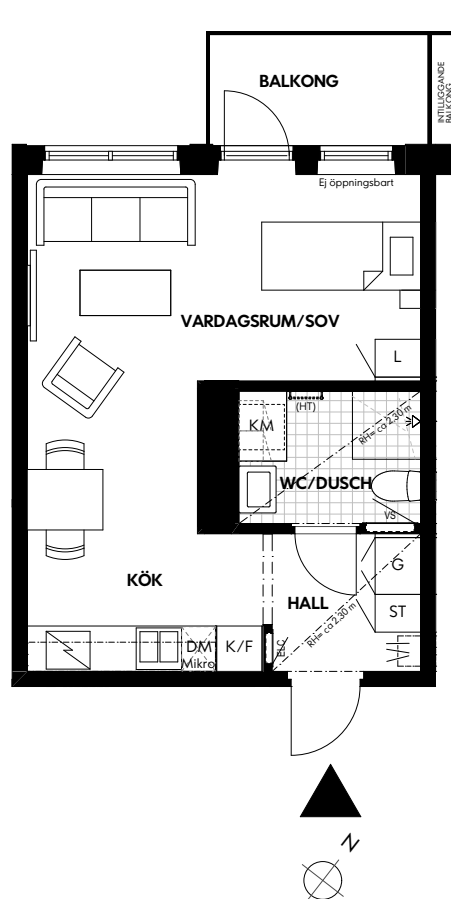 BALKONG
INTILLIGGANDE
BALKONG
Ej öppningsbart
VARDAGSRUM/SOV
L
(HT)
KM
RH= ca 2,30 m
WC/DUSCH
VS
G
KÖK
HALL
ST
RH= ca 2,30 m
ELC
DM
K/F
Mikro
N